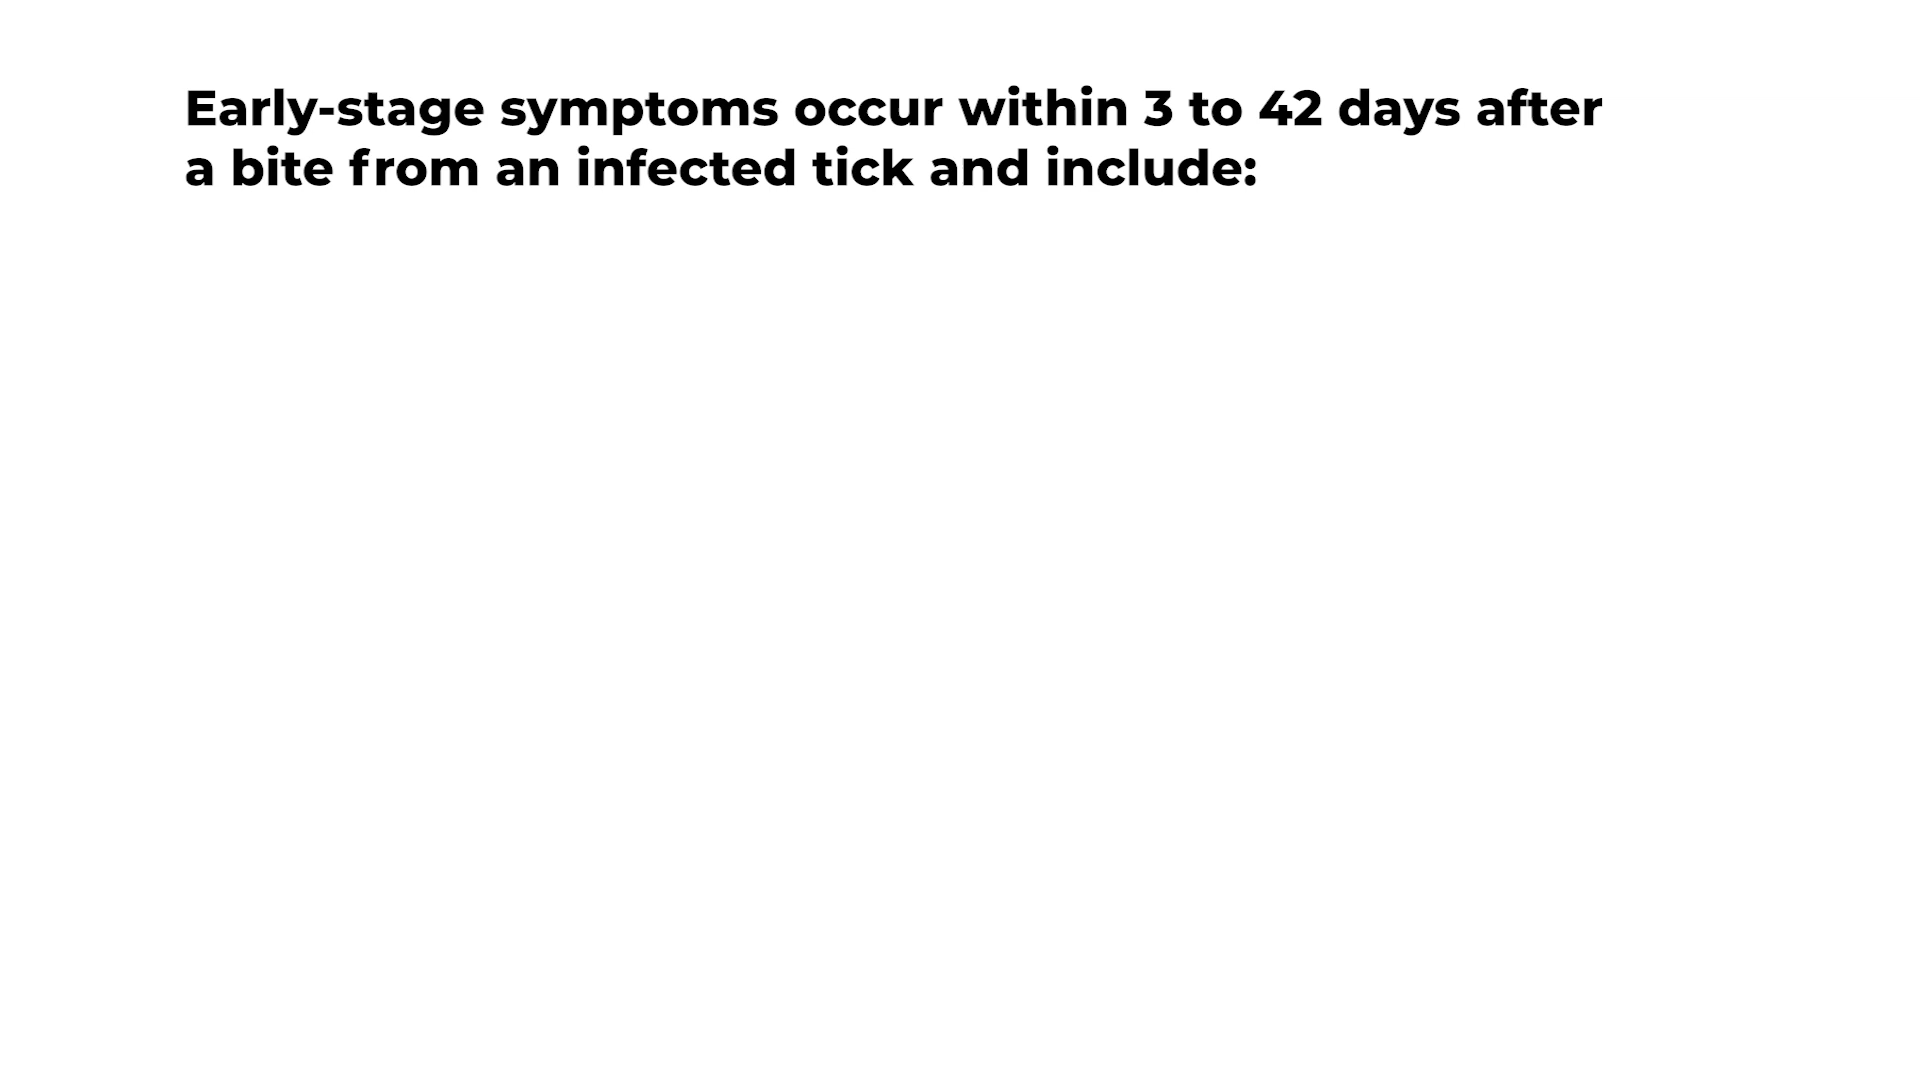 Early-stage symptoms occur within 3 to 42 days after
a bite from an infected tick and include: